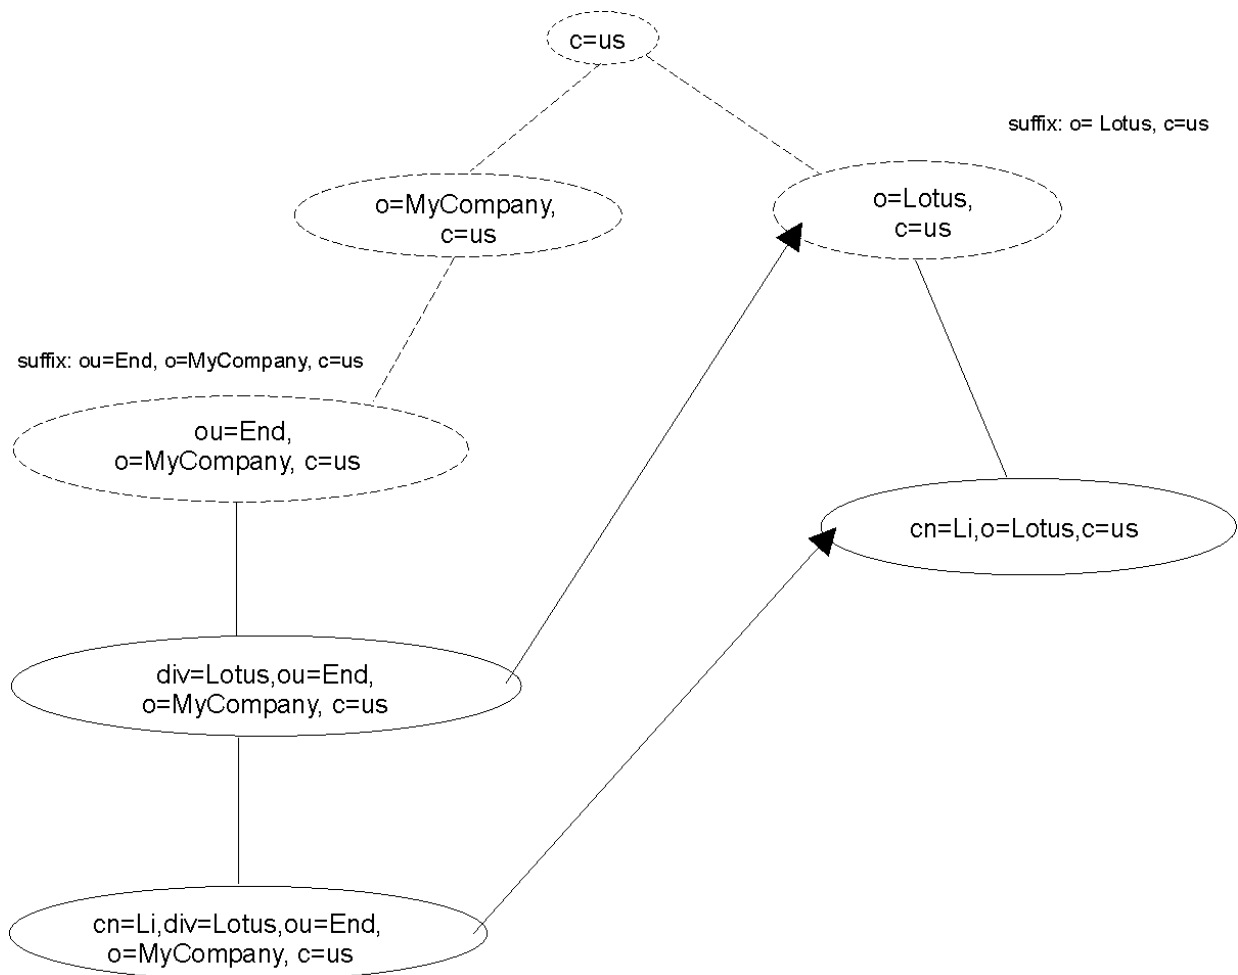 c=us
suffix: o= Lotus, c=us
o=MyCompany,
c=us
o=Lotus,
c=us
suffix: ou=End, o=MyCompany, c=us
ou=End,
o=MyCompany, c=us
cn=Li,o=Lotus,c=us
div=Lotus,ou=End,
o=MyCompany, c=us
cn=Li,div=Lotus,ou=End,
o=MyCompany, c=us